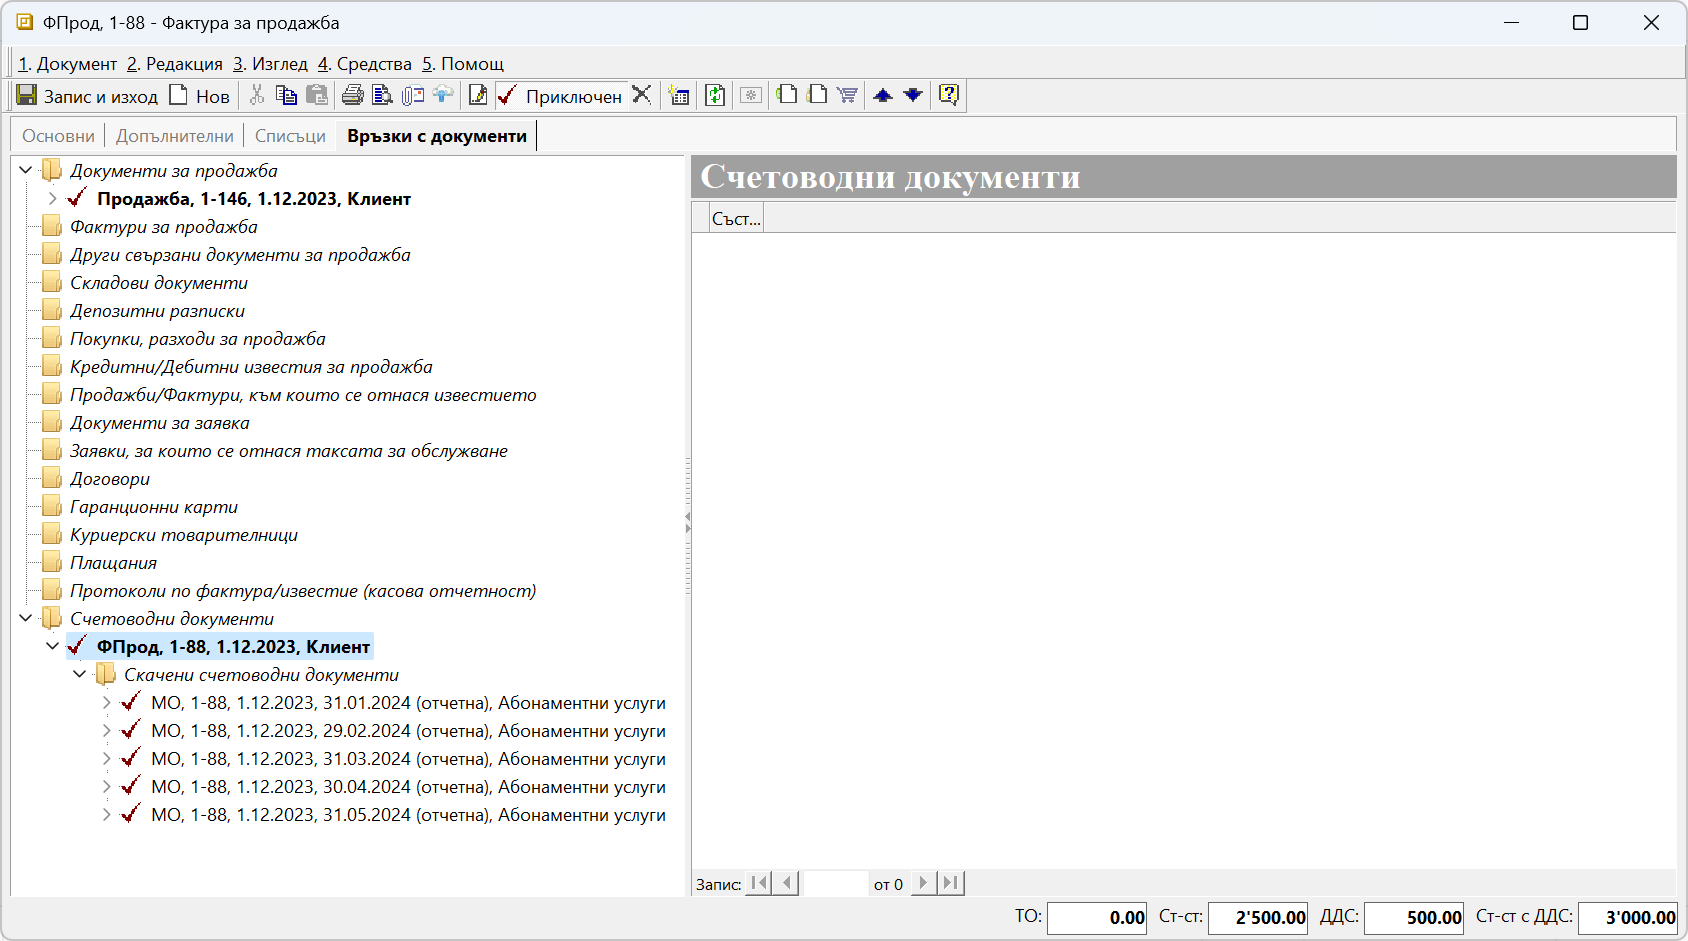 ФПрод, 1-88 - Фактура за продажба
1. Документ 2. Редакция 3. Изглед 4. Средства 5. Помощ
Запис и изход Нов Приключен
Основни Допълнителни Списъци Връзки с документи
Документи за продажба
Продажба, 1-146, 1.12.2023, Клиент
Фактури за продажба
Други свързани документи за продажба
Складови документи
Депозитни разписки
Покупки, разходи за продажба
Кредитни/Дебитни известия за продажба
Продажби/Фактури, към които се отнася известието
Документи за заявка
Заявки, за които се отнася таксата за обслужване
Договори
Гаранционни карти
Куриерски товарителници
Плащания
Протоколи по фактура/известие (касова отчетност)
Счетоводни документи
ФПрод, 1-88, 1.12.2023, Клиент
Скачени счетоводни документи
МО, 1-88, 1.12.2023, 31.01.2024 (отчетна), Абонаментни услуги
МО, 1-88, 1.12.2023, 29.02.2024 (отчетна), Абонаментни услуги
МО, 1-88, 1.12.2023, 31.03.2024 (отчетна), Абонаментни услуги
МО, 1-88, 1.12.2023, 30.04.2024 (отчетна), Абонаментни услуги
МО, 1-88, 1.12.2023, 31.05.2024 (отчетна), Абонаментни услуги
Счетоводни документи
Съст...
Запис: от 0
ТО: 0.00 Ст-ст: 2'500.00 ДДС: 500.00 Ст-ст с ДДС: 3'000.00